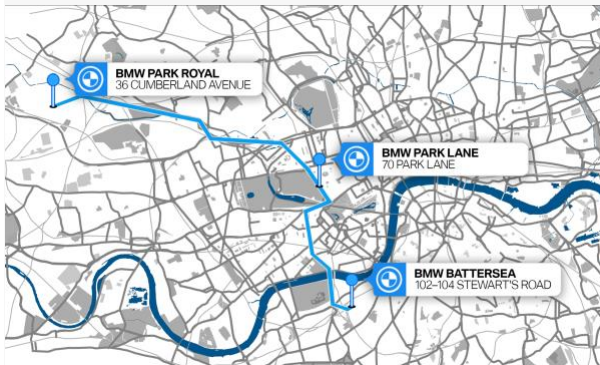 BMW PARK ROYAL
36 CUMBERLAND AVENUE
BMW PARK LANE
70 PARK LANE
BMW BATTERSEA
102–104 STEWART'S ROAD